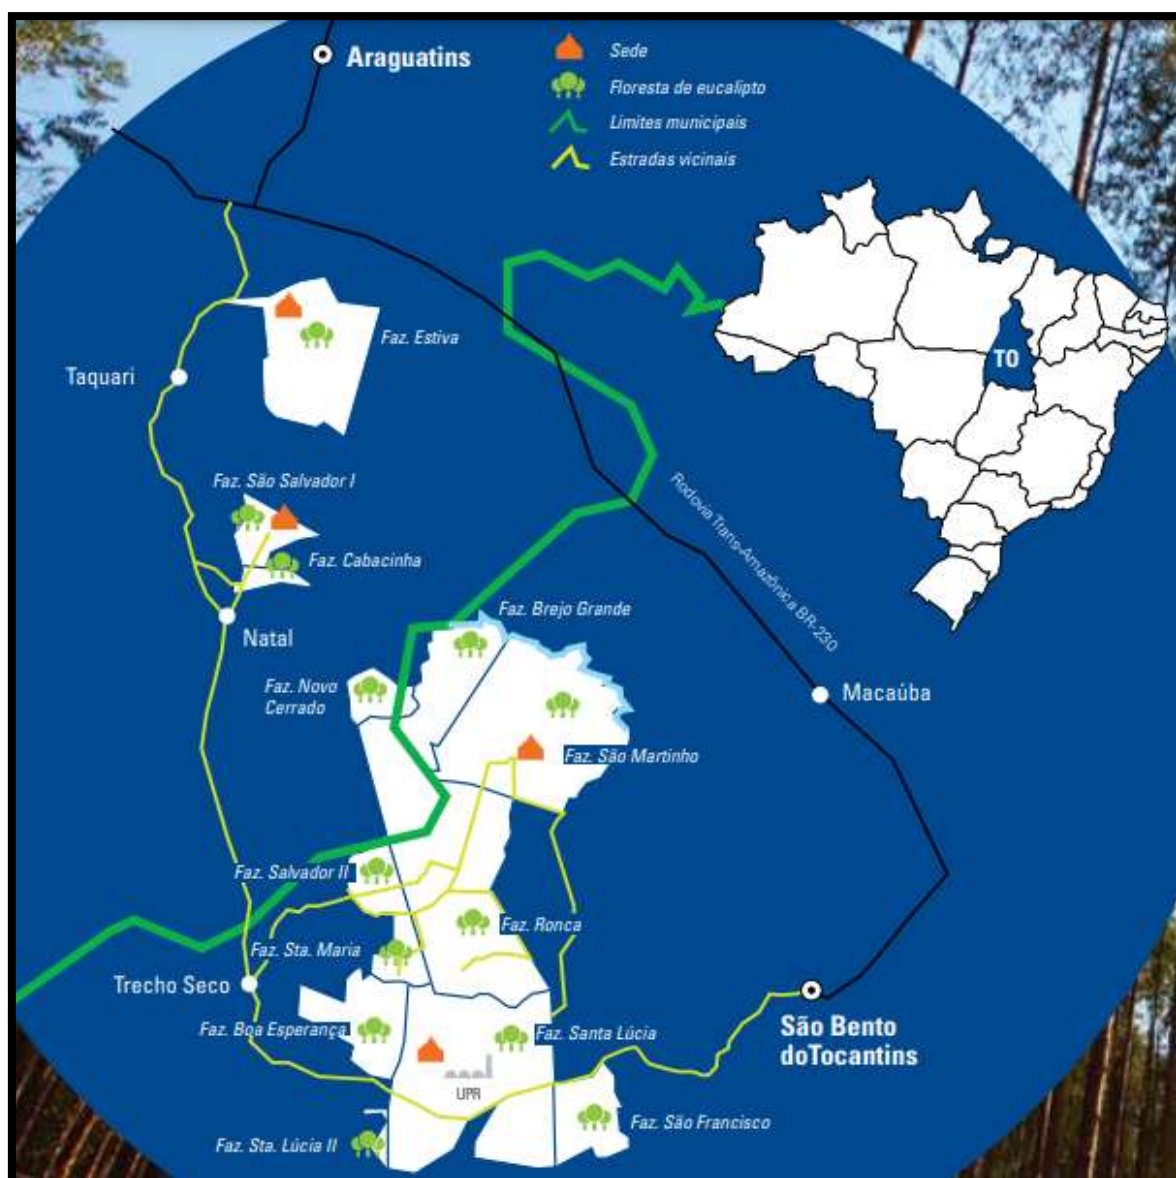 Araguatins
Sede
Floresta de eucalipto
Limites municipais
Estradas vicinais
TO
Faz. Estiva
Taquari
Faz. São Salvador I
Faz. Cabacinha
Rodovia Trans-Amazônica BR-230
Faz. Brejo Grande
Natal
Faz. Novo
Cerrado
Macaúba
Faz. São Martinho
Faz. Salvador II
Faz. Ronca
Faz. Sta. Maria
Trecho Seco
Faz. Boa Esperança
Faz. Santa Lúcia
São Bento
doTocantins
UPR
Faz. São Francisco
Faz. Sta. Lúcia II